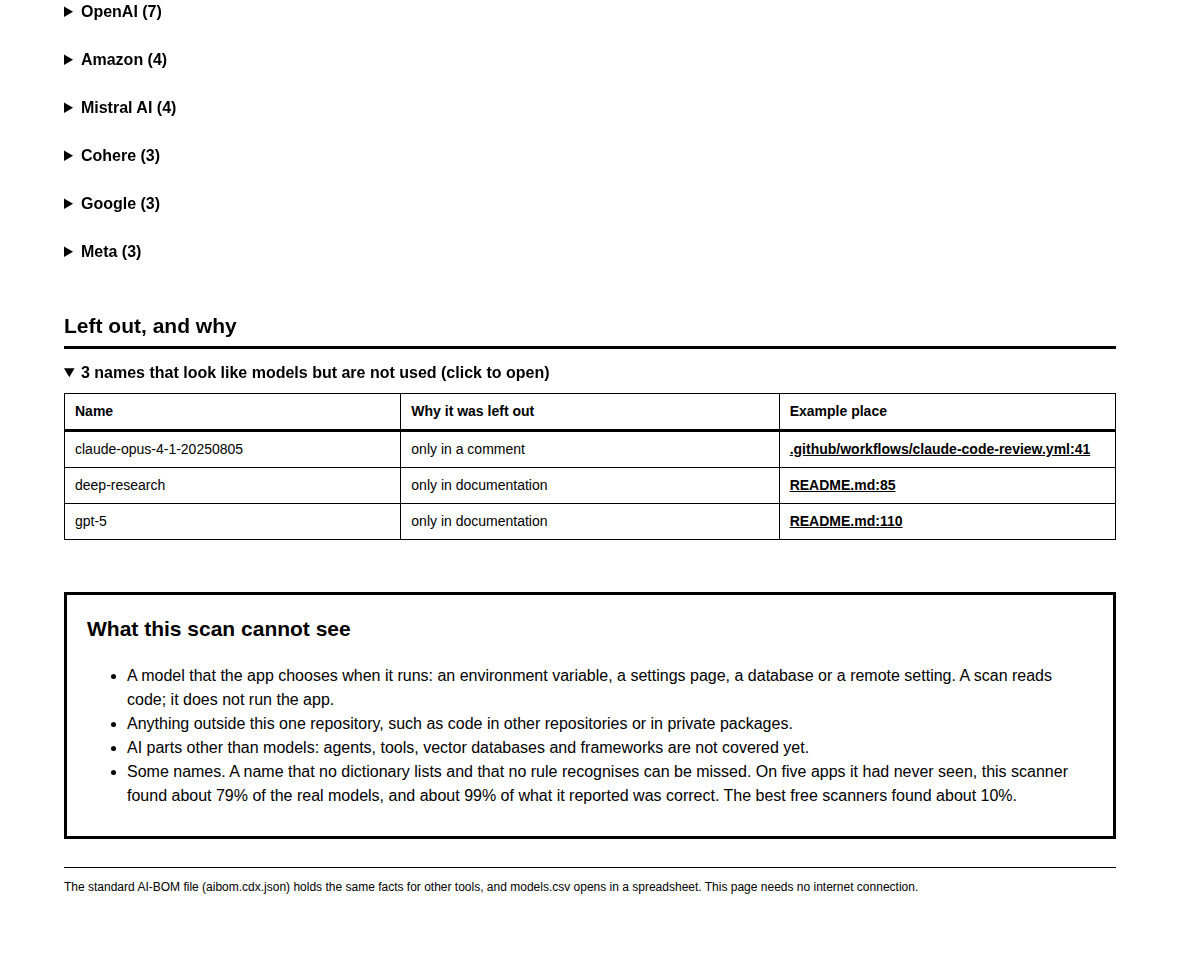 OpenAI (7)
Amazon (4)
Mistral AI (4)
Cohere (3)
Google (3)
Meta (3)
Left out, and why
3 names that look like models but are not used (click to open)
Name Why it was left out Example place
claude-opus-4-1-20250805 only in a comment .github/workflows/claude-code-review.yml:41
deep-research only in documentation README.md:85
gpt-5 only in documentation README.md:110
What this scan cannot see
A model that the app chooses when it runs: an environment variable, a settings page, a database or a remote setting. A scan reads
code; it does not run the app.
Anything outside this one repository, such as code in other repositories or in private packages.
AI parts other than models: agents, tools, vector databases and frameworks are not covered yet.
Some names. A name that no dictionary lists and that no rule recognises can be missed. On five apps it had never seen, this scanner
found about 79% of the real models, and about 99% of what it reported was correct. The best free scanners found about 10%.
The standard AI-BOM file (aibom.cdx.json) holds the same facts for other tools, and models.csv opens in a spreadsheet. This page needs no internet connection.